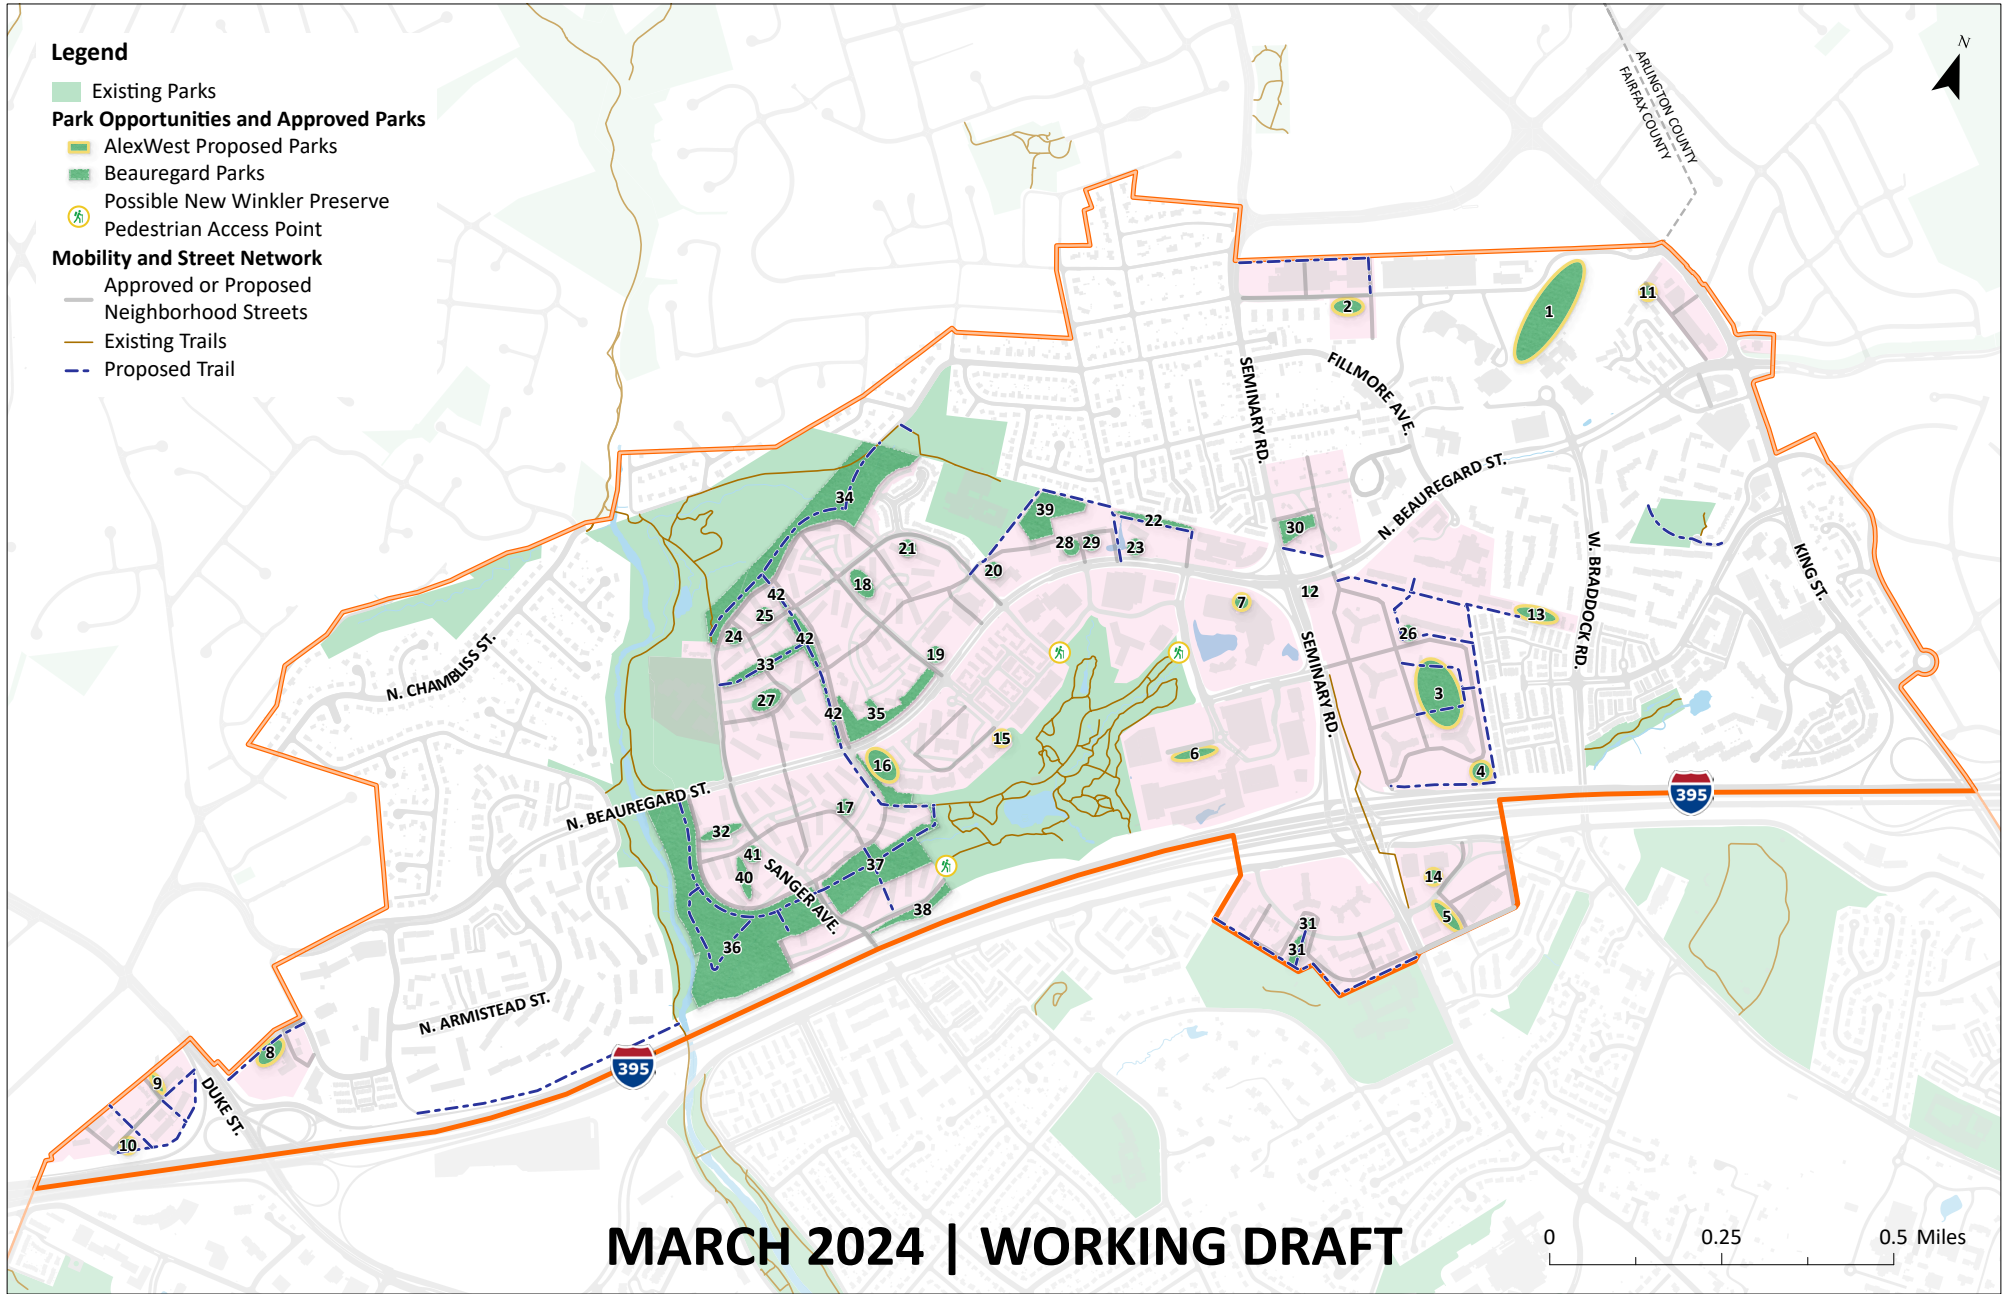 Legend
Existing Parks
Park Opportunities and Approved Parks
AlexWest Proposed Parks
Beauregard Parks
Possible New Winkler Preserve
Pedestrian Access Point
Mobility and Street Network
Approved or Proposed
Neighborhood Streets
Existing Trails
Proposed Trail
N
ARLINGTON COUNTY
FAIRFAX COUNTY
1
11
2
SEMINARY RD.
FILLMORE AVE.
N. BEAUREGARD ST.
34
39
22
30
28
29
23
21
20
18
42
25
24
42
33
27
19
35
42
7
12
13
26
3
W. BRADDOCK RD.
KING ST.
SEMINARY RD.
N. CHAMBLISS ST.
15
16
6
4
395
N. BEAUREGARD ST.
17
32
41
40
SANGER AVE.
37
38
36
14
5
31
31
N. ARMISTEAD ST.
8
9
10
DUKE ST.
395
MARCH 2024 | WORKING DRAFT
0
0.25
0.5 Miles